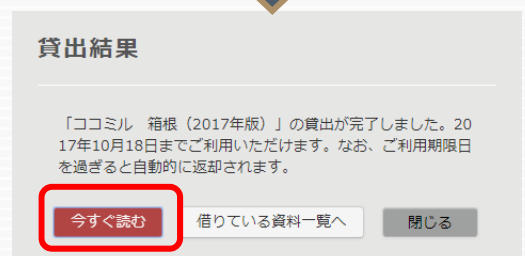 貸出結果
「ココミル 箱根（2017年版）」の貸出が完了しました。20
17年10月18日までご利用いただけます。なお、ご利用期限日
を過ぎると自動的に返却されます。
今すぐ読む 借りている資料一覧へ 閉じる